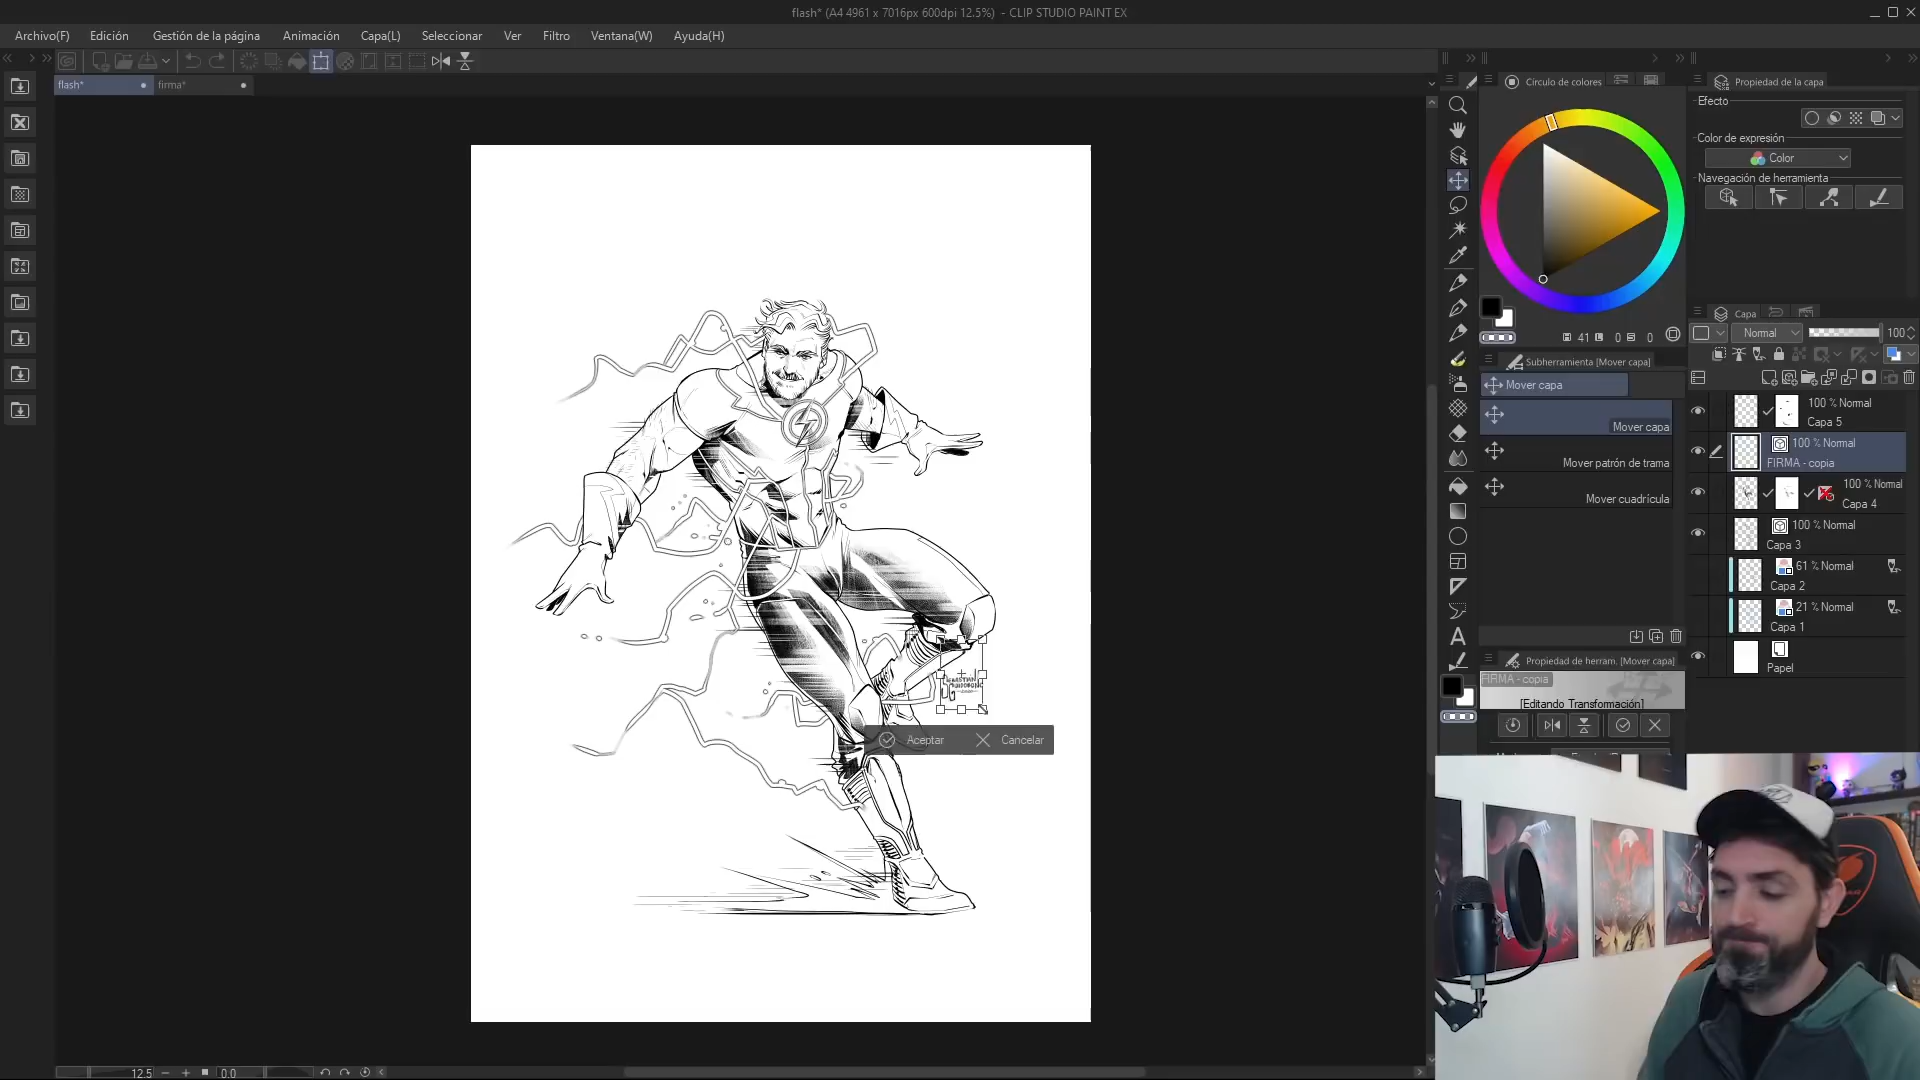 flash* (A4 4961 x 7016px 600dpi 12.5%) - CLIP STUDIO PAINT EX
Archivo(F) Edición Gestión de la página Animación Capa(L) Seleccionar Ver Filtro Ventana(W) Ayuda(H)
flash* firma*
Círculo de colores
Propiedad de la capa
Efecto
Color de expresión
Color
Navegación de herramienta
41 L 0 S 0
Capa
Normal 100
Subherramienta [Mover capa]
Mover capa
Mover capa
Mover patrón de trama
Mover cuadrícula
100 % Normal
Capa 5
100 % Normal
FIRMA - copia
100 % Normal
Capa 4
100 % Normal
Capa 3
61 % Normal
Capa 2
21 % Normal
Capa 1
Papel
Propiedad de herram. [Mover capa]
FIRMA - copia
[Editando Transformación]
Aceptar Cancelar
12.5 0.0